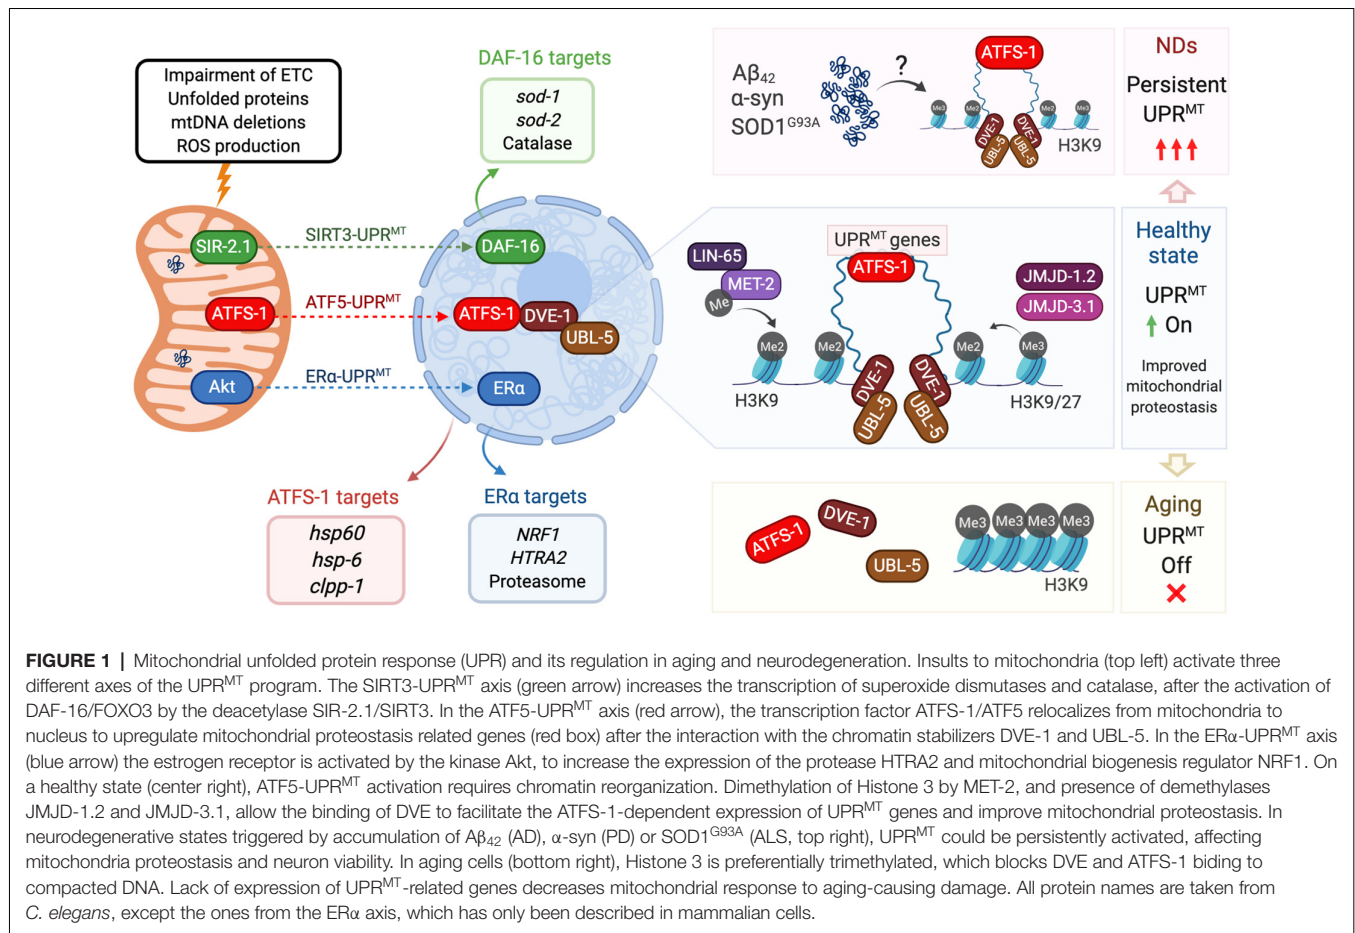 Impairment of ETC
Unfolded proteins
mtDNA deletions
ROS production
SIR-2.1
SIRT3-UPRᴹᵀ
DAF-16
ATFS-1
ATF5-UPRᴹᵀ
ATFS-1
DVE-1
UBL-5
Akt
ERα-UPRᴹᵀ
ERα
DAF-16 targets
sod-1
sod-2
Catalase
ATFS-1 targets
hsp60
hsp-6
clpp-1
ERα targets
NRF1
HTRA2
Proteasome
Aβ₄₂
α-syn
SOD1ᴳ⁹³ᴬ
?
ATFS-1
Me3
Me2
Me2
Me3
DVE-1
DVE-1
UBL-5
UBL-5
H3K9
NDs
Persistent
UPRᴹᵀ
LIN-65
MET-2
Me
UPRᴹᵀ genes
ATFS-1
JMJD-1.2
JMJD-3.1
Me2
Me2
Me2
Me3
DVE-1
DVE-1
UBL-5
UBL-5
H3K9
H3K9/27
Healthy
state
UPRᴹᵀ
On
Improved
mitochondrial
proteostasis
ATFS-1
DVE-1
UBL-5
Me3
Me3
Me3
Me3
H3K9
Aging
UPRᴹᵀ
Off
FIGURE 1 | Mitochondrial unfolded protein response (UPR) and its regulation in aging and neurodegeneration. Insults to mitochondria (top left) activate three
different axes of the UPRᴹᵀ program. The SIRT3-UPRᴹᵀ axis (green arrow) increases the transcription of superoxide dismutases and catalase, after the activation of
DAF-16/FOXO3 by the deacetylase SIR-2.1/SIRT3. In the ATF5-UPRᴹᵀ axis (red arrow), the transcription factor ATFS-1/ATF5 relocalizes from mitochondria to
nucleus to upregulate mitochondrial proteostasis related genes (red box) after the interaction with the chromatin stabilizers DVE-1 and UBL-5. In the ERα-UPRᴹᵀ axis
(blue arrow) the estrogen receptor is activated by the kinase Akt, to increase the expression of the protease HTRA2 and mitochondrial biogenesis regulator NRF1. On
a healthy state (center right), ATF5-UPRᴹᵀ activation requires chromatin reorganization. Dimethylation of Histone 3 by MET-2, and presence of demethylases
JMJD-1.2 and JMJD-3.1, allow the binding of DVE to facilitate the ATFS-1-dependent expression of UPRᴹᵀ genes and improve mitochondrial proteostasis. In
neurodegenerative states triggered by accumulation of Aβ₄₂ (AD), α-syn (PD) or SOD1ᴳ⁹³ᴬ (ALS, top right), UPRᴹᵀ could be persistently activated, affecting
mitochondria proteostasis and neuron viability. In aging cells (bottom right), Histone 3 is preferentially trimethylated, which blocks DVE and ATFS-1 biding to
compacted DNA. Lack of expression of UPRᴹᵀ-related genes decreases mitochondrial response to aging-causing damage. All protein names are taken from
C. elegans, except the ones from the ERα axis, which has only been described in mammalian cells.